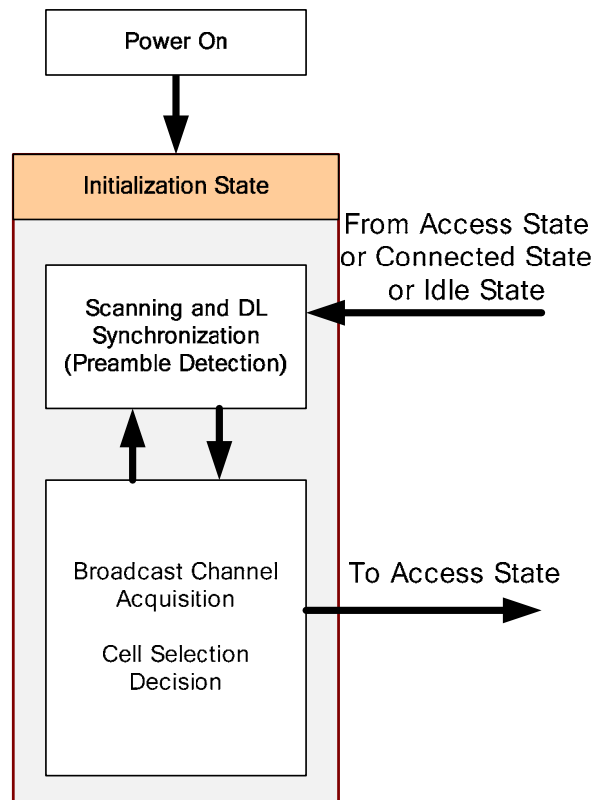 Power On
Initialization State
From Access State
or Connected State
or Idle State
Scanning and DL
Synchronization
(Preamble Detection)
Broadcast Channel
Acquisition
Cell Selection
Decision
To Access State